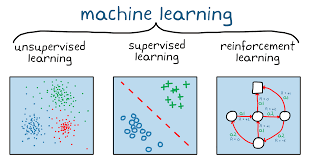 machine learning
unsupervised learning
supervised learning
reinforcement learning